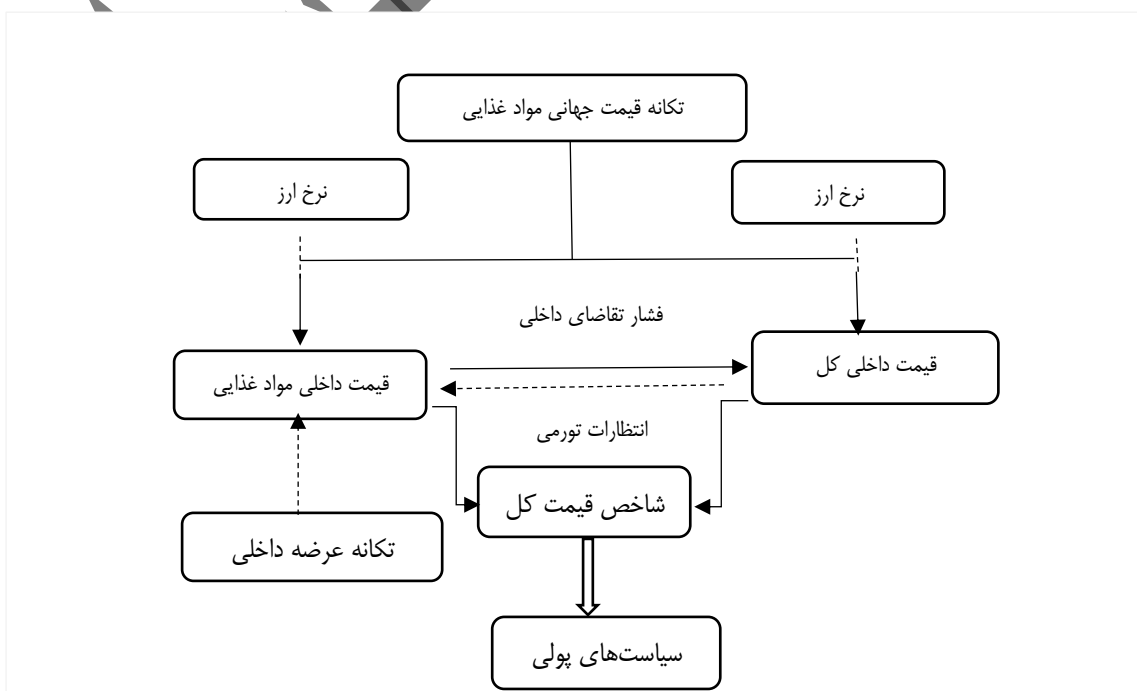 تکانه قیمت جهانی مواد غذایی
نرخ ارز
نرخ ارز
فشار تقاضای داخلی
قیمت داخلی کل
قیمت داخلی مواد غذایی
انتظارات تورمی
شاخص قیمت کل
تکانه عرضه داخلی
سیاست‌های پولی